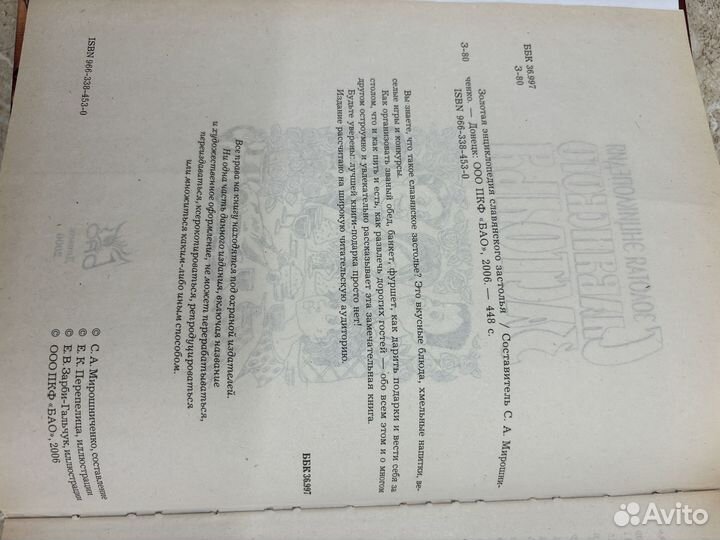 ББК 36.997
З-80
Золотая энциклопедия славянского застолья / Составитель С. А. Мирошни-
З-80
ченко. — Донецк: ООО ПКФ «БАО», 2006. — 448 с.
ISBN 966-338-453-0
Вы знаете, что такое славянское застолье? Это вкусные блюда, хмельные напитки, ве-
селые игры и конкурсы.
Как организовать званый обед, банкет, фуршет, как дарить подарки и вести себя за
столом, что и как пить и есть, как развлечь дорогих гостей — обо всем этом и о многом
другом остроумно и увлекательно рассказывает эта замечательная книга.
Будьте уверены: лучшей книги-подарка просто нет!
Издание рассчитано на широкую читательскую аудиторию.
ББК 36.997
Все права на книгу находятся под охраной издателей.
Ни одна часть данного издания, включая название
и художественное оформление, не может перерабатываться,
переиздаваться, ксерокопироваться, репродуцироваться
или множиться каким-либо иным способом.
© С. А. Мирошниченко, составление
© Е. К. Перепелица, иллюстрации
© Е. В. Зарби-Гальчук, иллюстрации
© ООО ПКФ «БАО», 2006
ISBN 966-338-453-0
Avito